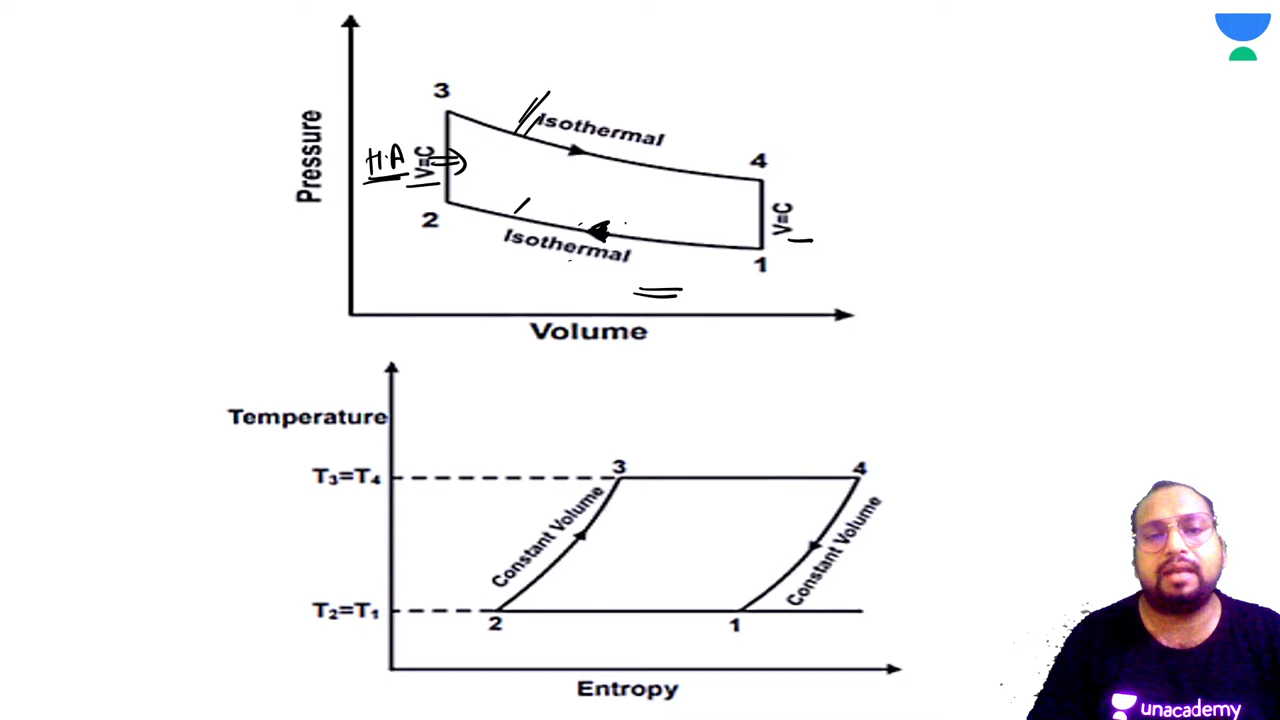 3
Isothermal
4
Pressure
H.A
V=C
V=C
2
Isothermal
1
Volume
Temperature
T₃=T₄
3
4
Constant Volume
Constant Volume
T₂=T₁
2
1
Entropy
unacademy